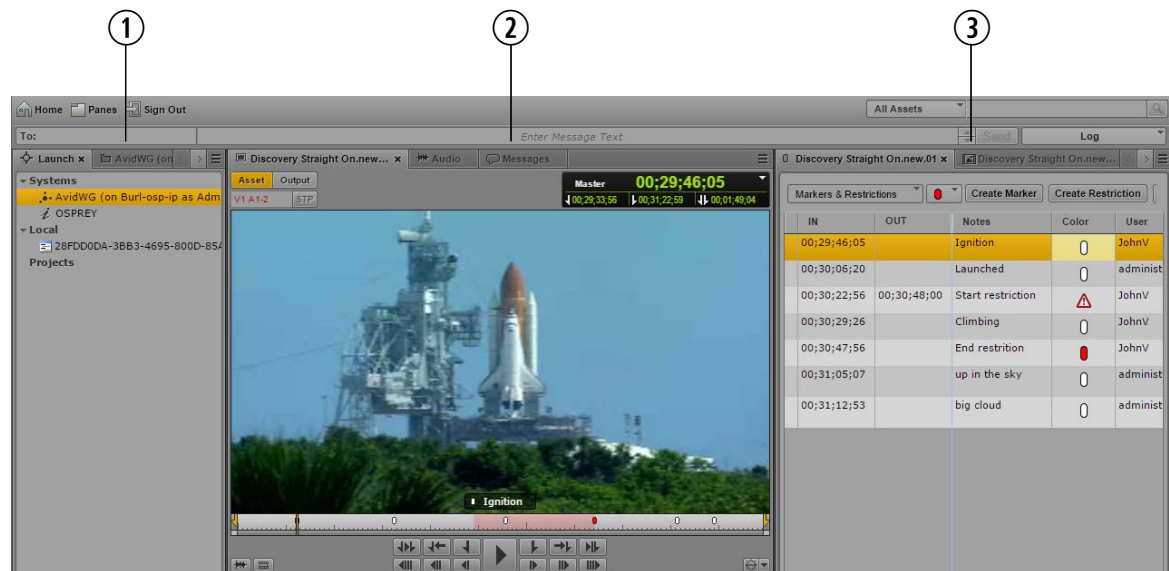 1 2 3
Home Panes Sign Out All Assets
To: Enter Message Text Send Log
Launch x AvidWG (on
Discovery Straight On.new... x Audio Messages
Discovery Straight On.new.01 x Discovery Straight On.new...
Systems
AvidWG (on Burl-osp-ip as Adm
OSPREY
Local
28FDD0DA-3BB3-4695-800D-85A
Projects
Asset Output
V1 A1-2 STP
Master 00;29;46;05
00;29;33;56 00;31;22;59 00;01;49;04
Ignition
Markers & Restrictions Create Marker Create Restriction
IN OUT Notes Color User
00;29;46;05 Ignition JohnV
00;30;06;20 Launched administ
00;30;22;56 00;30;48;00 Start restriction JohnV
00;30;29;26 Climbing JohnV
00;30;47;56 End restrition JohnV
00;31;05;07 up in the sky administ
00;31;12;53 big cloud administ